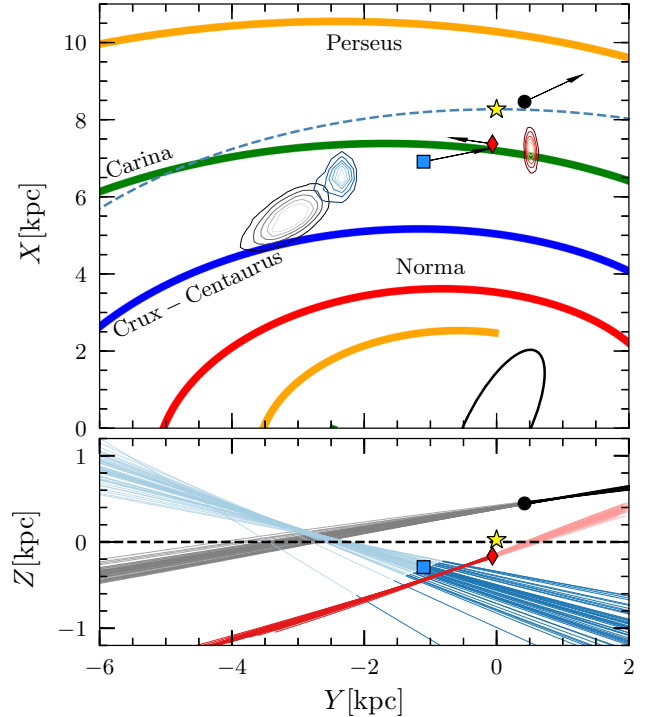 10
8
6
4
2
0
X[kpc]
Perseus
Carina
Norma
Crux − Centaurus
1
0
−1
Z[kpc]
−6
−4
−2
0
2
Y[kpc]